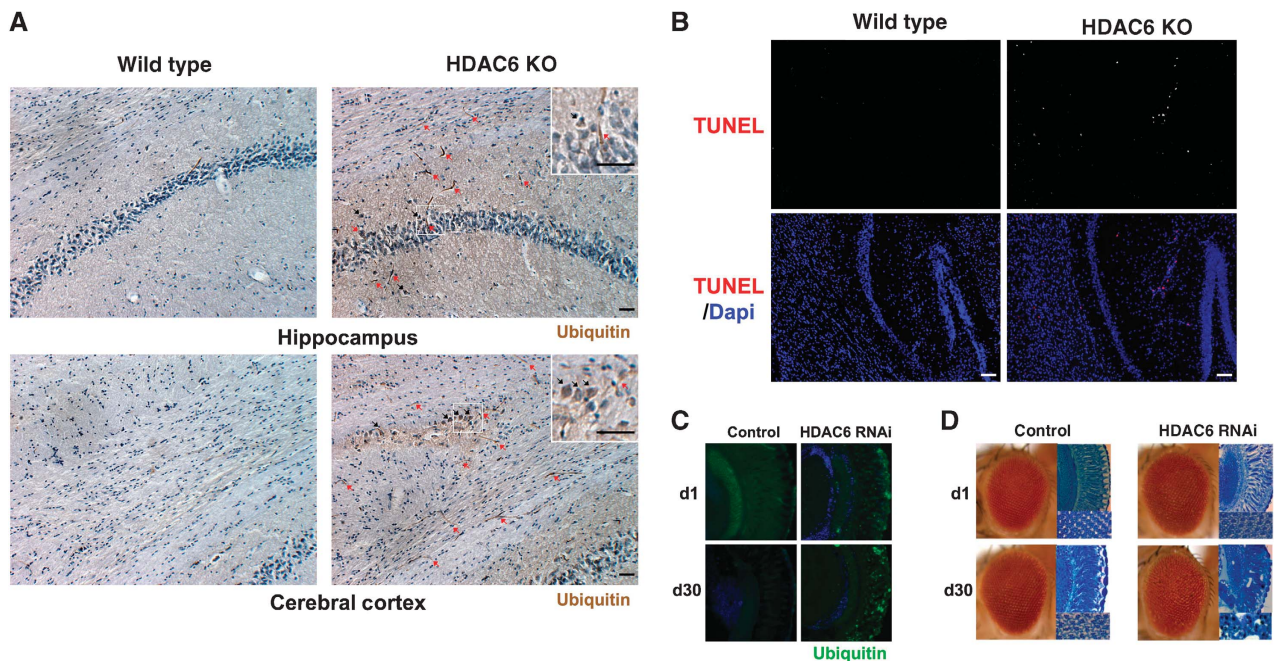 A
Wild type
HDAC6 KO
Hippocampus
Ubiquitin
Cerebral cortex
Ubiquitin
B
Wild type
HDAC6 KO
TUNEL
TUNEL
/Dapi
C
Control
HDAC6 RNAi
d1
d30
Ubiquitin
D
Control
HDAC6 RNAi
d1
d30